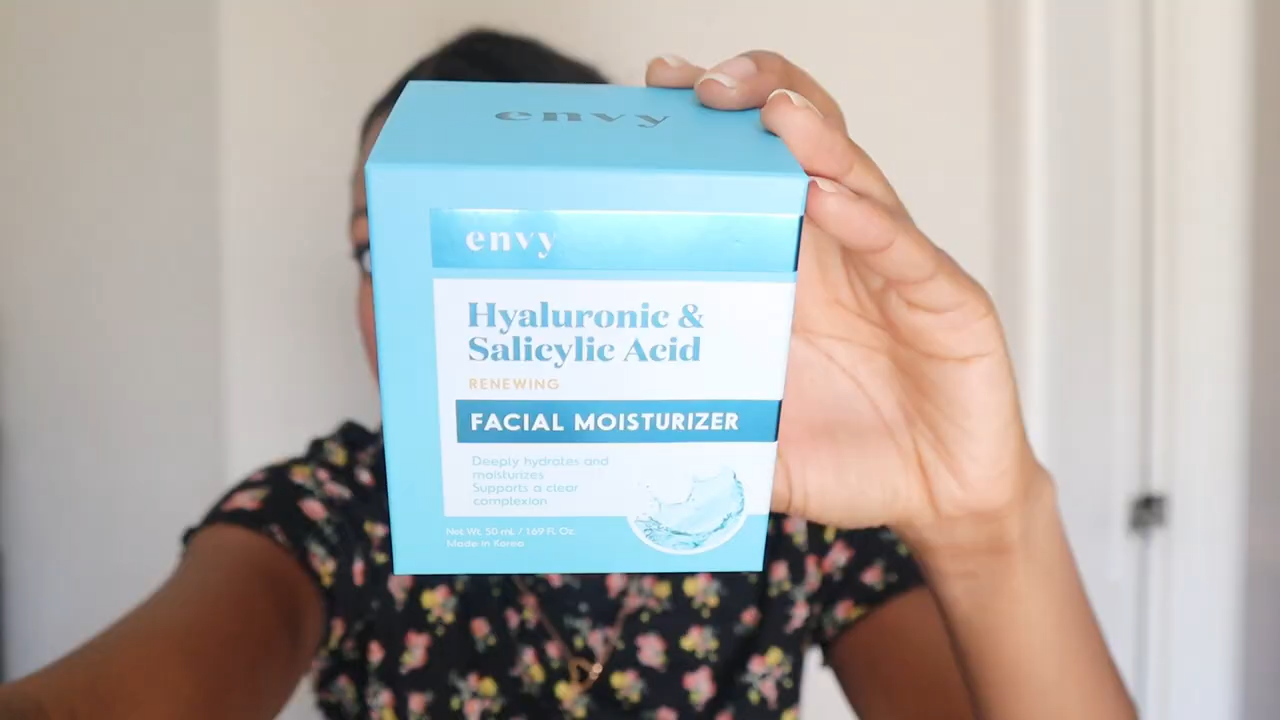 envy
envy
Hyaluronic &
Salicylic Acid
RENEWING
FACIAL MOISTURIZER
Deeply hydrates and
moisturizes
Supports a clear
complexion
Net Wt. 50 mL / 1.69 Fl. Oz.
Made in Korea